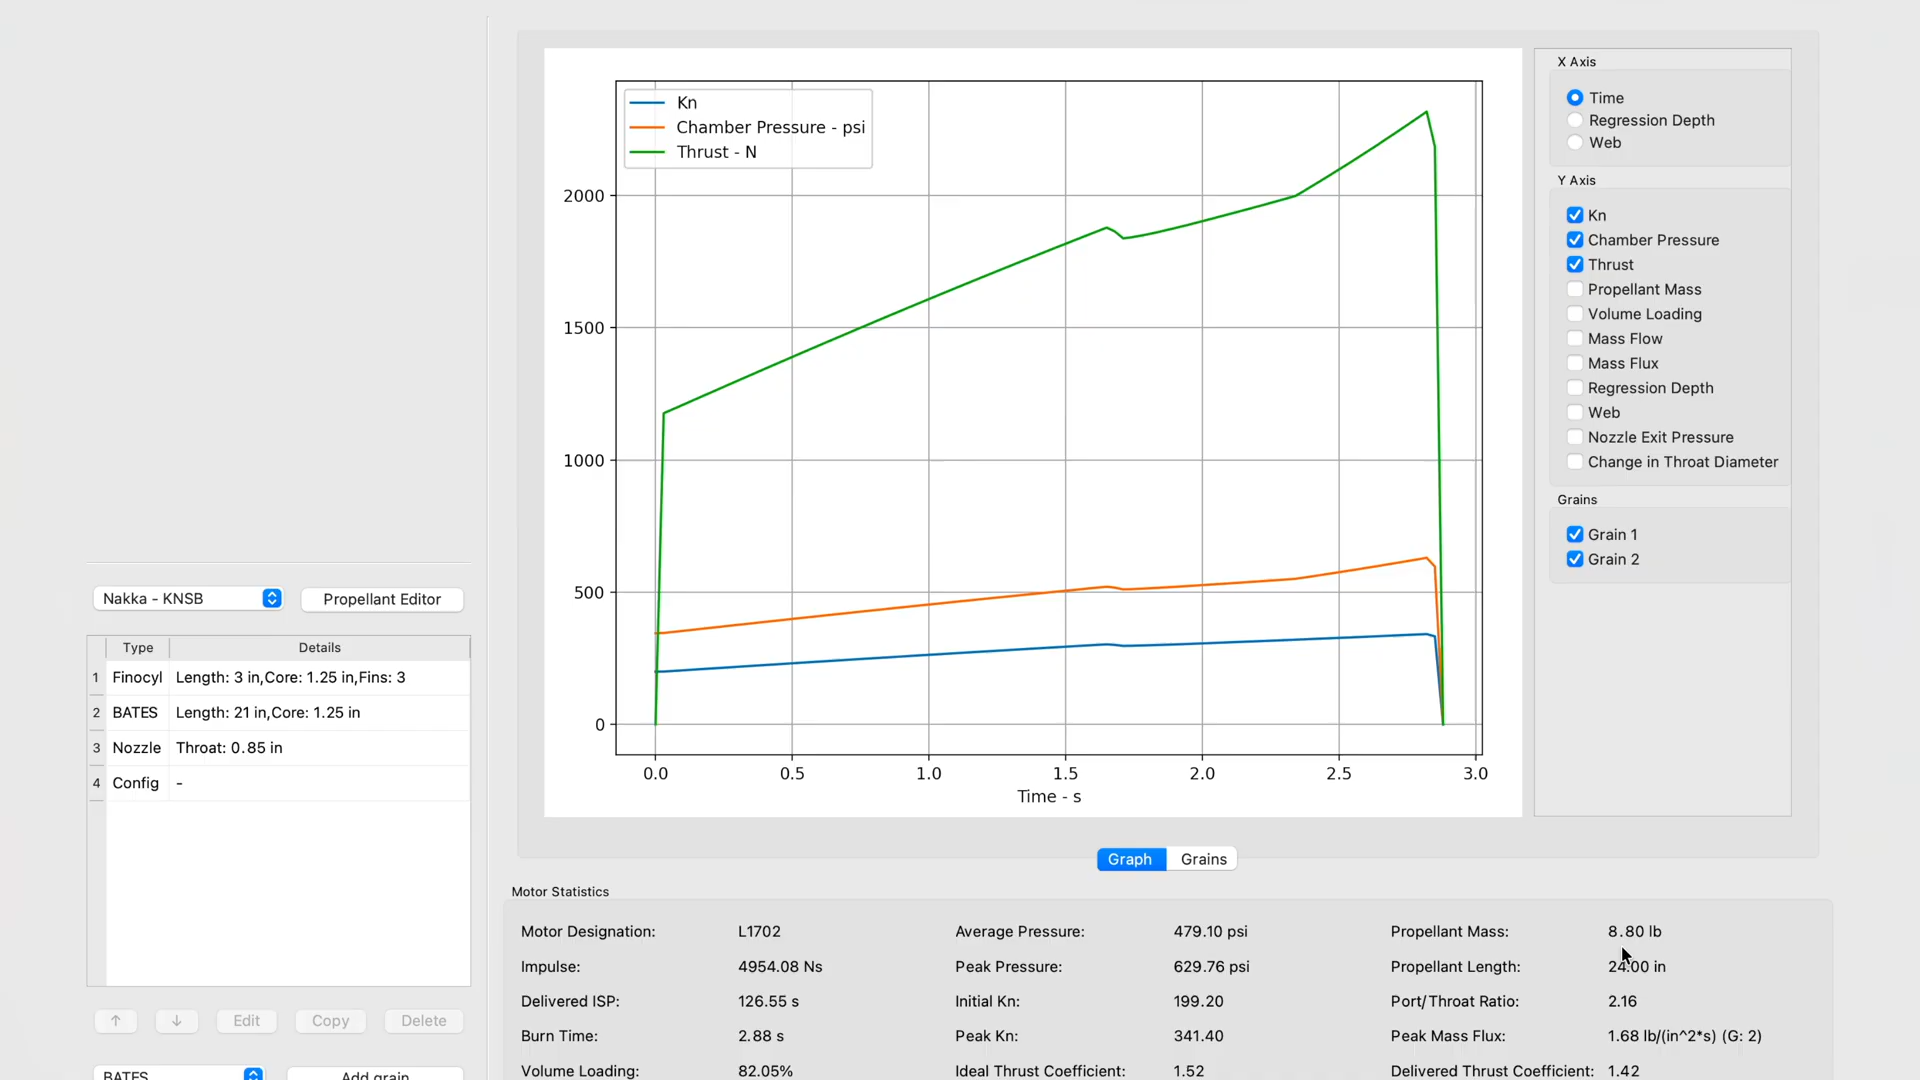 Kn
Chamber Pressure - psi
Thrust - N
2000
1500
1000
500
0
0.0 0.5 1.0 1.5 2.0 2.5 3.0
Time - s
X Axis
Time
Regression Depth
Web
Y Axis
Kn
Chamber Pressure
Thrust
Propellant Mass
Volume Loading
Mass Flow
Mass Flux
Regression Depth
Web
Nozzle Exit Pressure
Change in Throat Diameter
Grains
Grain 1
Grain 2
Nakka - KNSB Propellant Editor
Type Details
1 Finocyl Length: 3 in,Core: 1.25 in,Fins: 3
2 BATES Length: 21 in,Core: 1.25 in
3 Nozzle Throat: 0.85 in
4 Config -
↑ ↓ Edit Copy Delete
BATES Add grain
Graph Grains
Motor Statistics
Motor Designation: L1702 Average Pressure: 479.10 psi Propellant Mass: 8.80 lb
Impulse: 4954.08 Ns Peak Pressure: 629.76 psi Propellant Length: 24.00 in
Delivered ISP: 126.55 s Initial Kn: 199.20 Port/Throat Ratio: 2.16
Burn Time: 2.88 s Peak Kn: 341.40 Peak Mass Flux: 1.68 lb/(in^2*s) (G: 2)
Volume Loading: 82.05% Ideal Thrust Coefficient: 1.52 Delivered Thrust Coefficient: 1.42